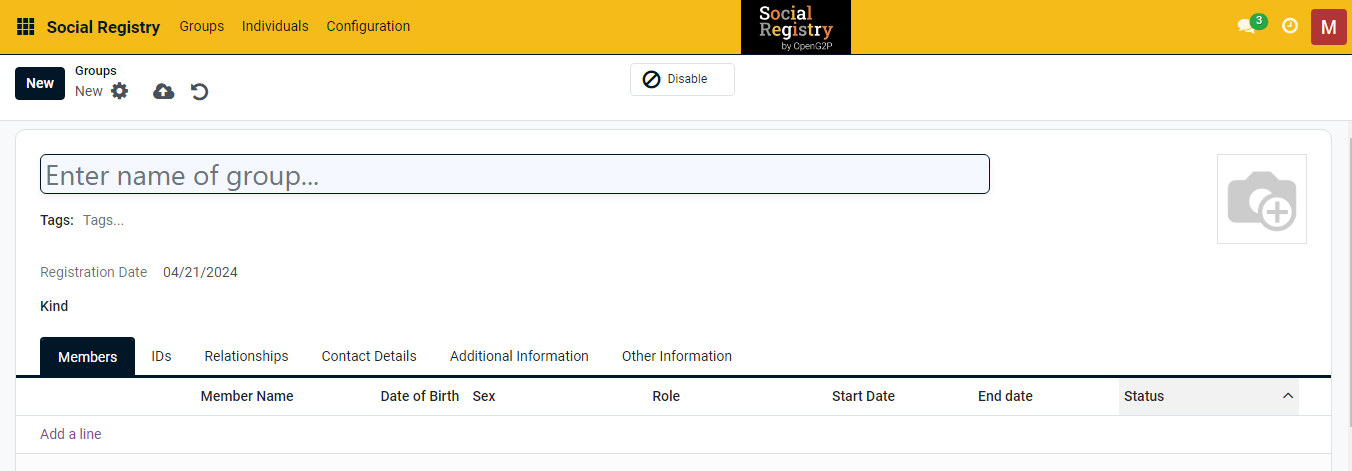 Social Registry Groups Individuals Configuration
Social
Registry
by OpenG2P
3
M
New
Groups
New
Disable
Enter name of group...
Tags: Tags...
Registration Date 04/21/2024
Kind
Members IDs Relationships Contact Details Additional Information Other Information
Member Name Date of Birth Sex Role Start Date End date Status
Add a line